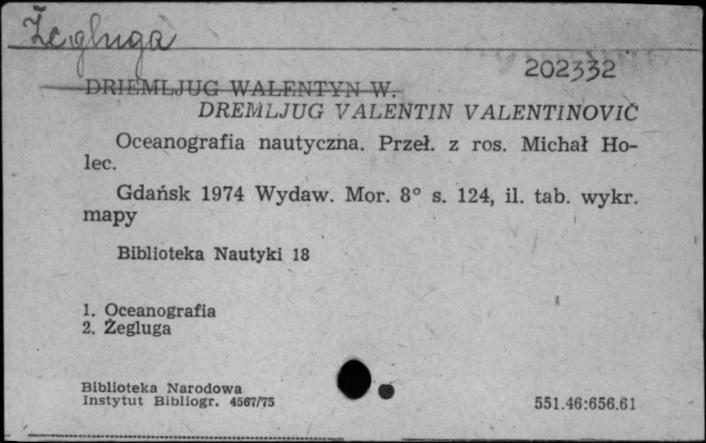 Żegluga
202332
DRIEMLJUG WALENTYN W.
DREMLJUG VALENTIN VALENTINOVIČ
Oceanografia nautyczna. Przeł. z ros. Michał Ho-
lec.
Gdańsk 1974 Wydaw. Mor. 8° s. 124, il. tab. wykr.
mapy
Biblioteka Nautyki 18
1. Oceanografia
2. Żegluga
Biblioteka Narodowa
Instytut Bibliogr. 4567/75
551.46:656.61